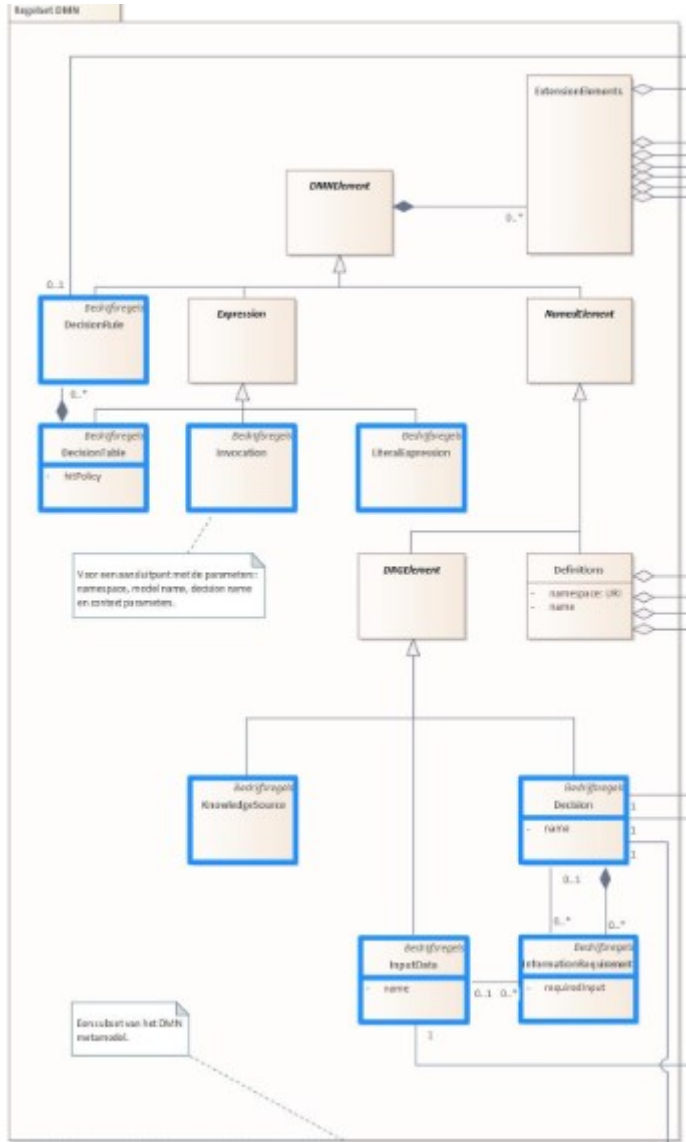 Regelset DMN
ExtensionElements
DMNElement
0..*
0..1
Bedrijfsregels
DecisionRule
Expression
NamedElement
0..*
Bedrijfsregels
DecisionTable
- hitPolicy
Bedrijfsregels
Invocation
Bedrijfsregels
LiteralExpression
Voor een aansluitpunt met de parameters:
namespace, model name, decision name
en context parameters.
DRGElement
Definitions
- namespace: URI
- name
Bedrijfsregels
KnowledgeSource
Bedrijfsregels
Decision
- name
1
1
1
0..1
0..*
0..*
Bedrijfsregels
InputData
- name
0..1 0..*
Bedrijfsregels
InformationRequirement
- requiredInput
1
Een subset van het DMN
metamodel.